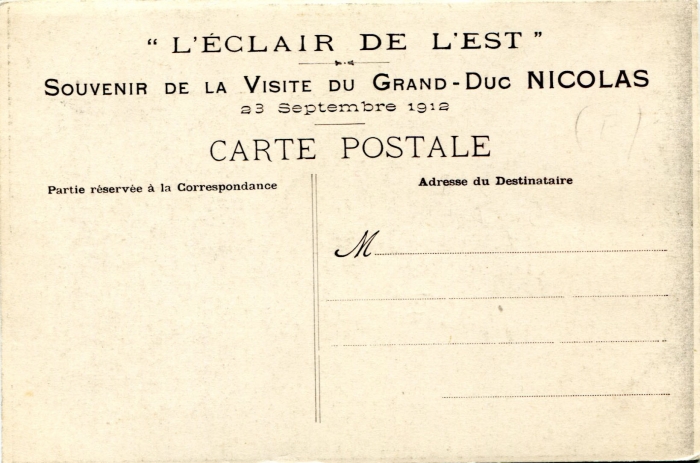 “ L'ÉCLAIR DE L'EST ”
SOUVENIR DE LA VISITE DU GRAND-DUC NICOLAS
23 Septembre 1912
(F)
CARTE POSTALE
Partie réservée à la Correspondance
Adresse du Destinataire
M